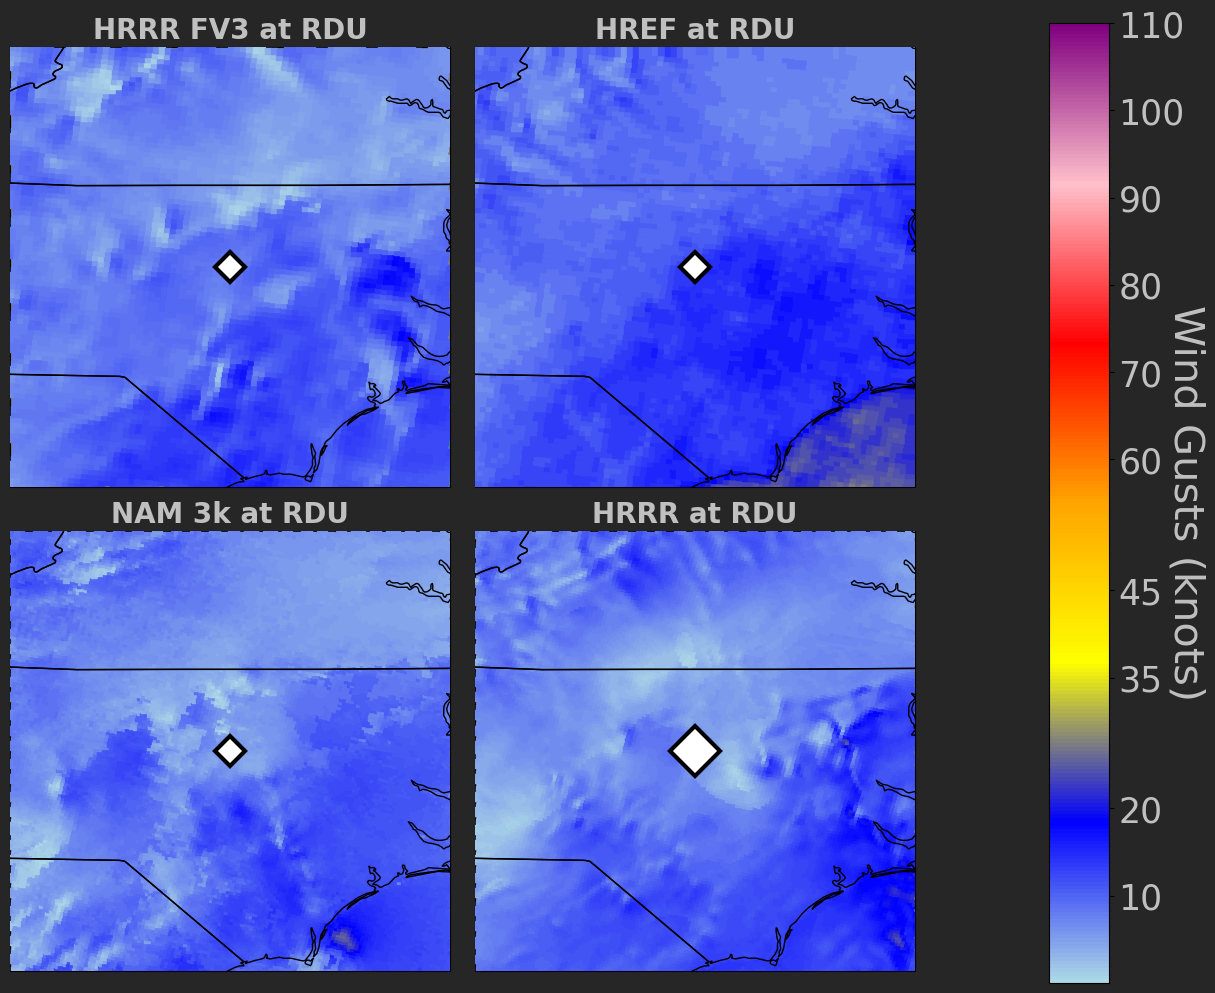 HRRR FV3 at RDU
HREF at RDU
NAM 3k at RDU
HRRR at RDU
110
100
90
80
70
60
45
35
20
10
Wind Gusts (knots)